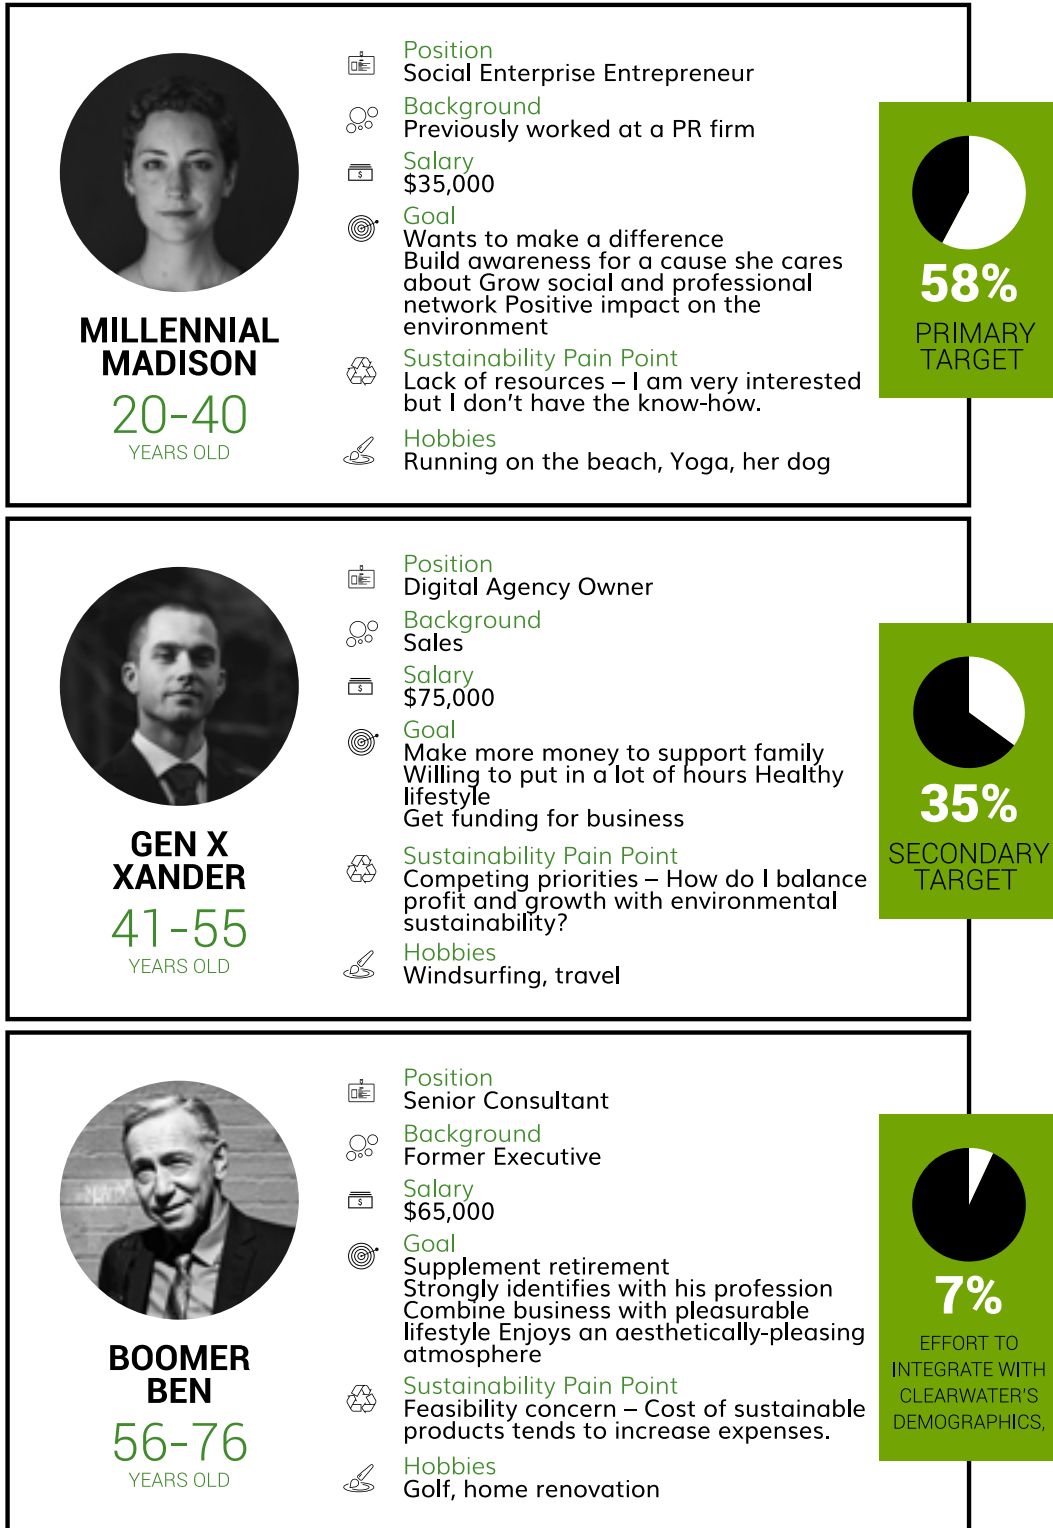 Position
Social Enterprise Entrepreneur
Background
Previously worked at a PR firm
Salary
$35,000
Goal
Wants to make a difference
Build awareness for a cause she cares
about Grow social and professional
network Positive impact on the
environment
Sustainability Pain Point
Lack of resources – I am very interested
but I don't have the know-how.
Hobbies
Running on the beach, Yoga, her dog
MILLENNIAL
MADISON
20-40
YEARS OLD
58%
PRIMARY
TARGET
Position
Digital Agency Owner
Background
Sales
Salary
$75,000
Goal
Make more money to support family
Willing to put in a lot of hours Healthy
lifestyle
Get funding for business
Sustainability Pain Point
Competing priorities – How do I balance
profit and growth with environmental
sustainability?
Hobbies
Windsurfing, travel
GEN X
XANDER
41-55
YEARS OLD
35%
SECONDARY
TARGET
Position
Senior Consultant
Background
Former Executive
Salary
$65,000
Goal
Supplement retirement
Strongly identifies with his profession
Combine business with pleasurable
lifestyle Enjoys an aesthetically-pleasing
atmosphere
Sustainability Pain Point
Feasibility concern – Cost of sustainable
products tends to increase expenses.
Hobbies
Golf, home renovation
BOOMER
BEN
56-76
YEARS OLD
7%
EFFORT TO
INTEGRATE WITH
CLEARWATER'S
DEMOGRAPHICS,